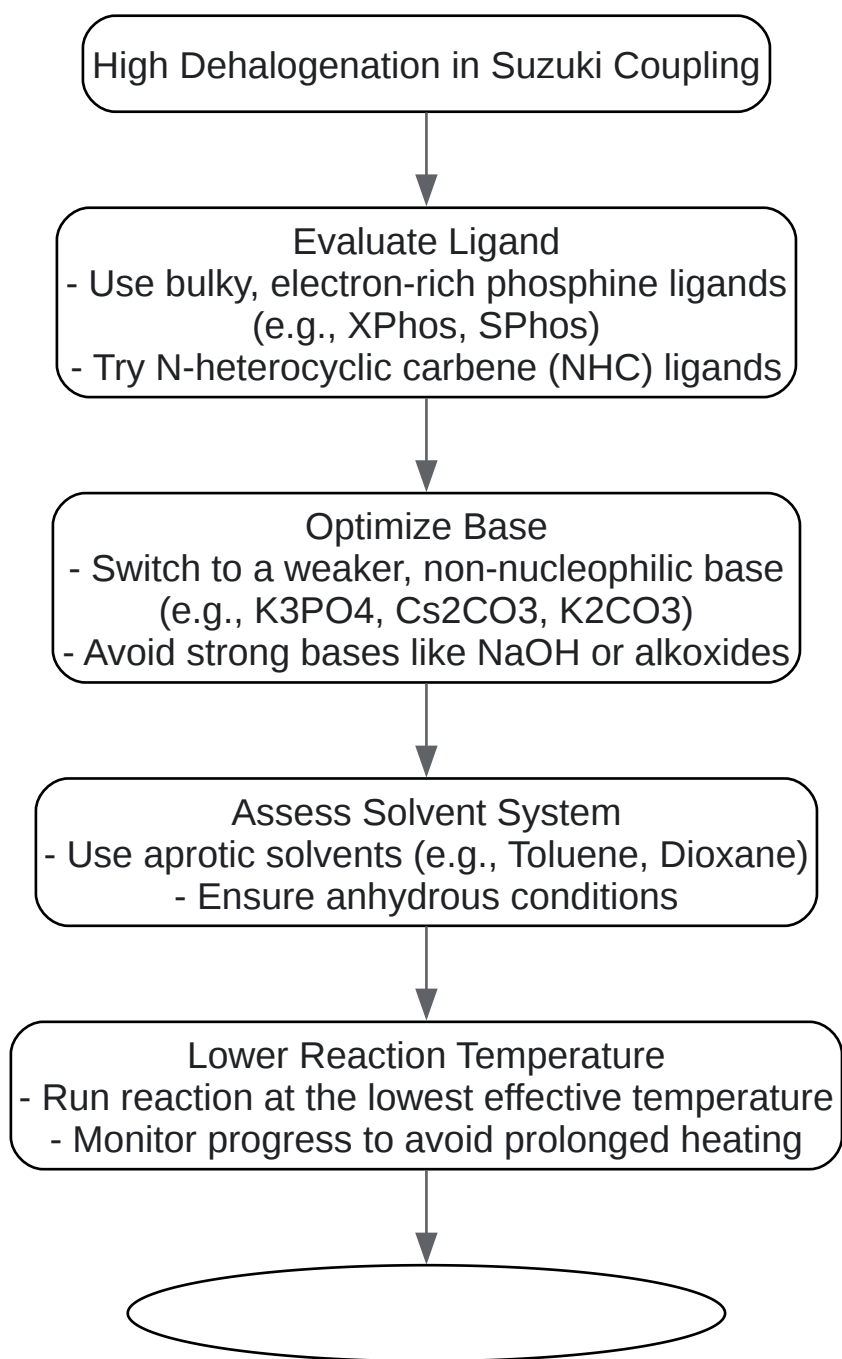 High Dehalogenation in Suzuki Coupling
Evaluate Ligand
- Use bulky, electron-rich phosphine ligands
(e.g., XPhos, SPhos)
- Try N-heterocyclic carbene (NHC) ligands
Optimize Base
- Switch to a weaker, non-nucleophilic base
(e.g., K3PO4, Cs2CO3, K2CO3)
- Avoid strong bases like NaOH or alkoxides
Assess Solvent System
- Use aprotic solvents (e.g., Toluene, Dioxane)
- Ensure anhydrous conditions
Lower Reaction Temperature
- Run reaction at the lowest effective temperature
- Monitor progress to avoid prolonged heating